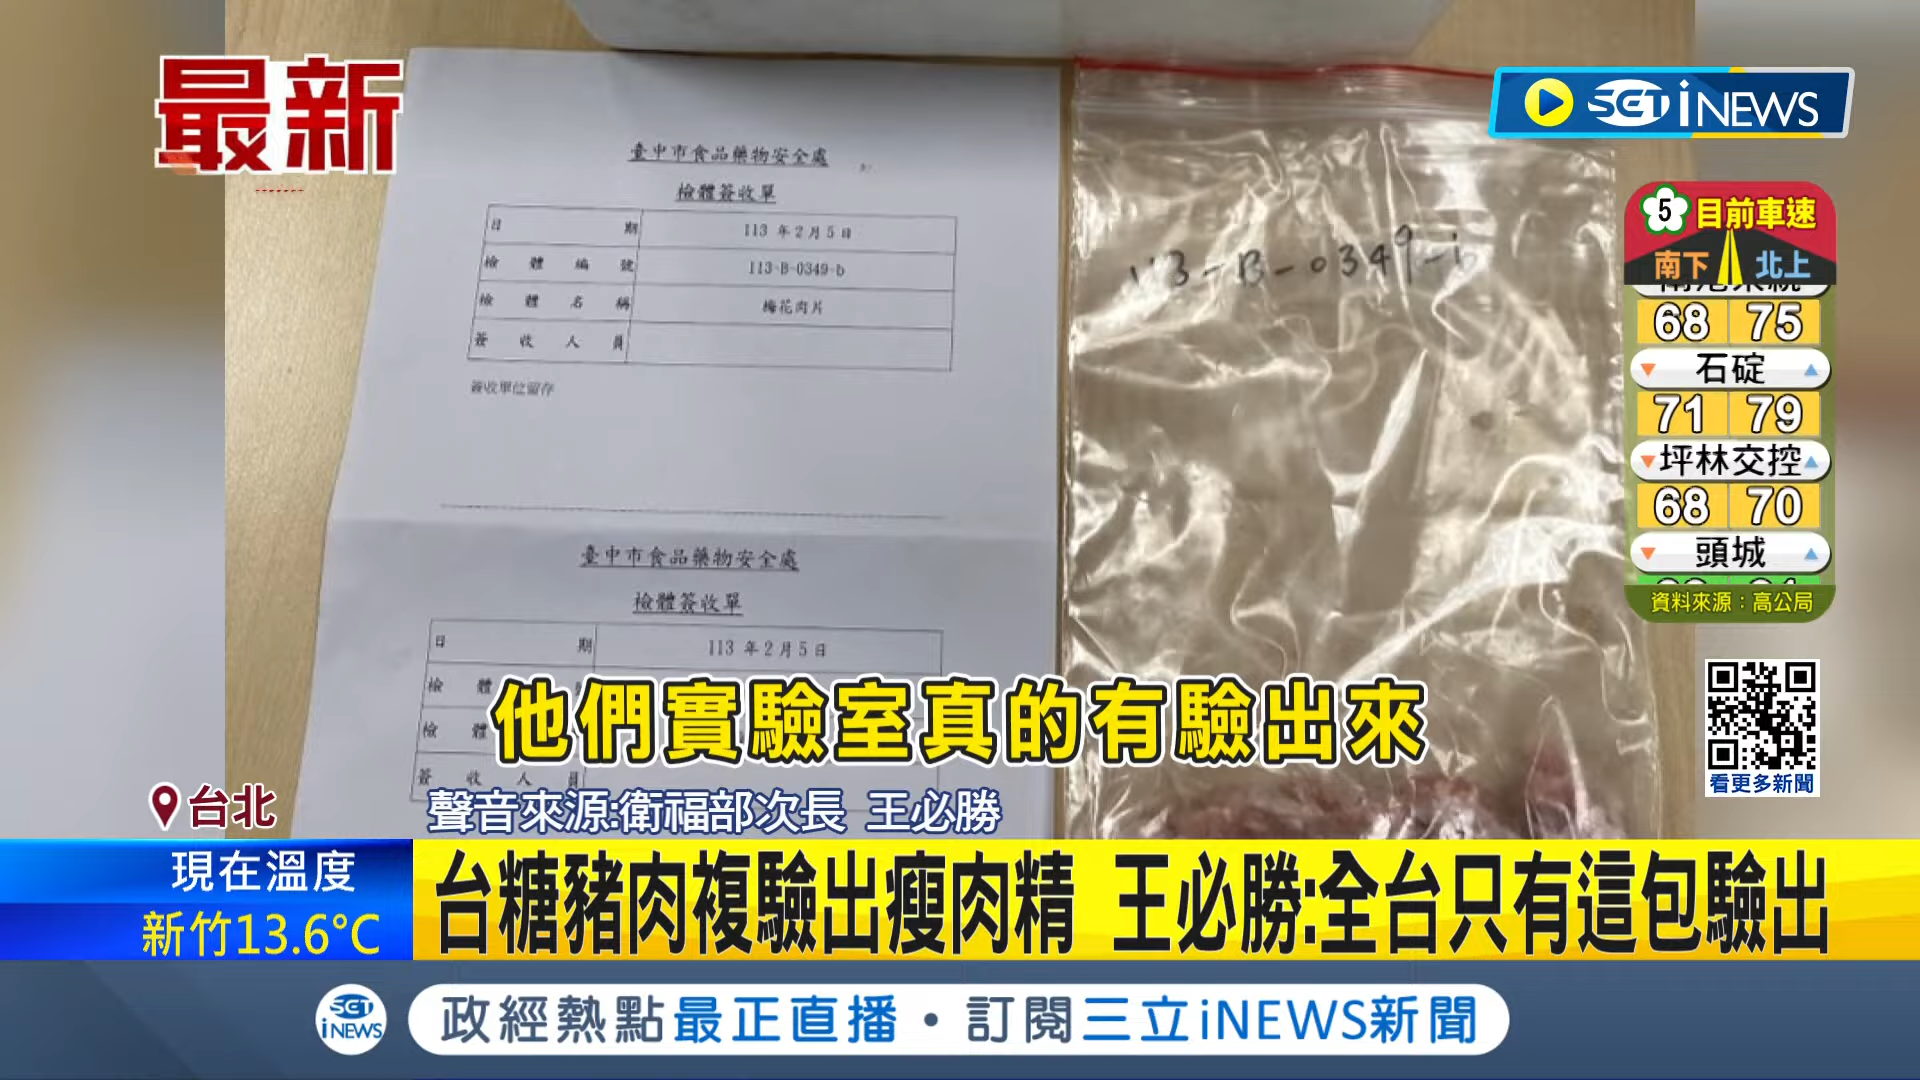 最新
SET iNEWS
臺中市食品藥物安全處
檢體簽收單
日期 113 年 2 月 5 日
檢體編號 113-B-0349-b
檢體名稱 梅花肉片
簽收人員
簽收單位留存
臺中市食品藥物安全處
檢體簽收單
日期 113 年 2 月 5 日
檢體
檢體
簽收人員
113-B-0349-b
5 目前車速
南下 北上
68 75
石碇
71 79
坪林交控
68 70
頭城
資料來源：高公局
看更多新聞
他們實驗室真的有驗出來
台北
聲音來源:衛福部次長 王必勝
現在溫度
新竹13.6°C
台糖豬肉複驗出瘦肉精 王必勝:全台只有這包驗出
SET iNEWS
政經熱點最正直播・訂閱三立iNEWS新聞